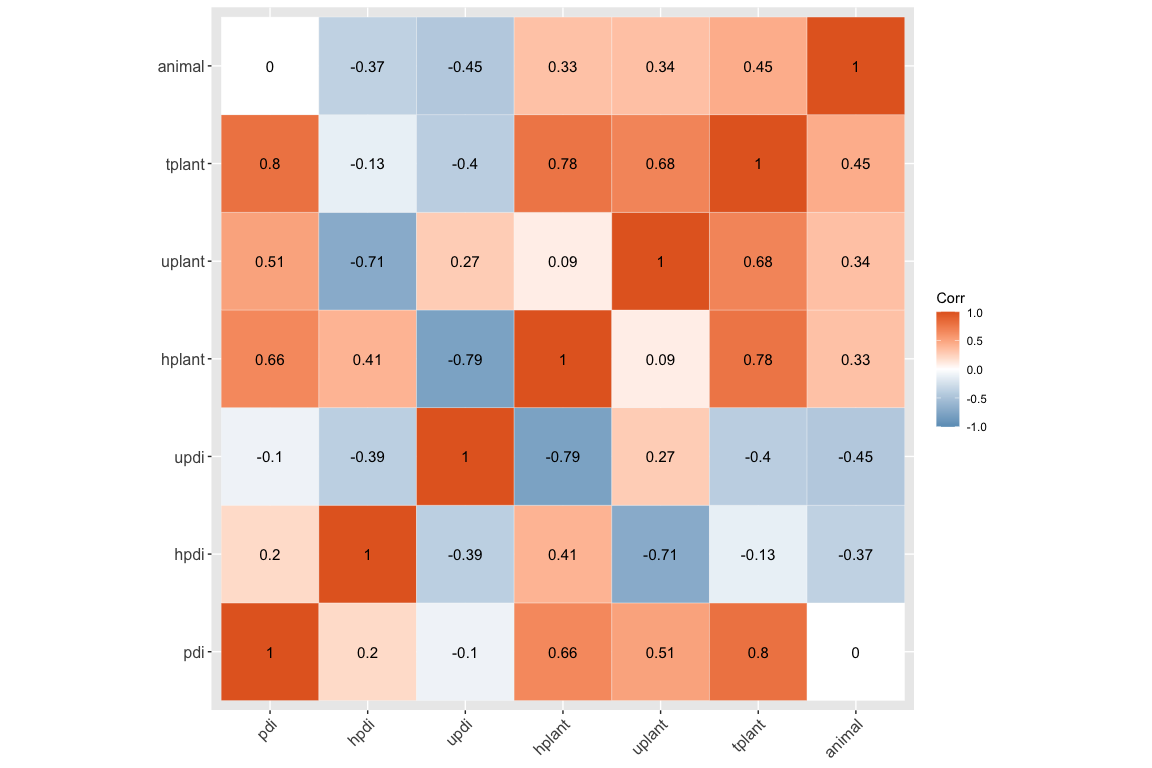 animal 0 -0.37 -0.45 0.33 0.34 0.45 1
tplant 0.8 -0.13 -0.4 0.78 0.68 1 0.45
uplant 0.51 -0.71 0.27 0.09 1 0.68 0.34
hplant 0.66 0.41 -0.79 1 0.09 0.78 0.33
updi -0.1 -0.39 1 -0.79 0.27 -0.4 -0.45
hpdi 0.2 1 -0.39 0.41 -0.71 -0.13 -0.37
pdi 1 0.2 -0.1 0.66 0.51 0.8 0
pdi hpdi updi hplant uplant tplant animal
Corr
1.0
0.5
0.0
-0.5
-1.0